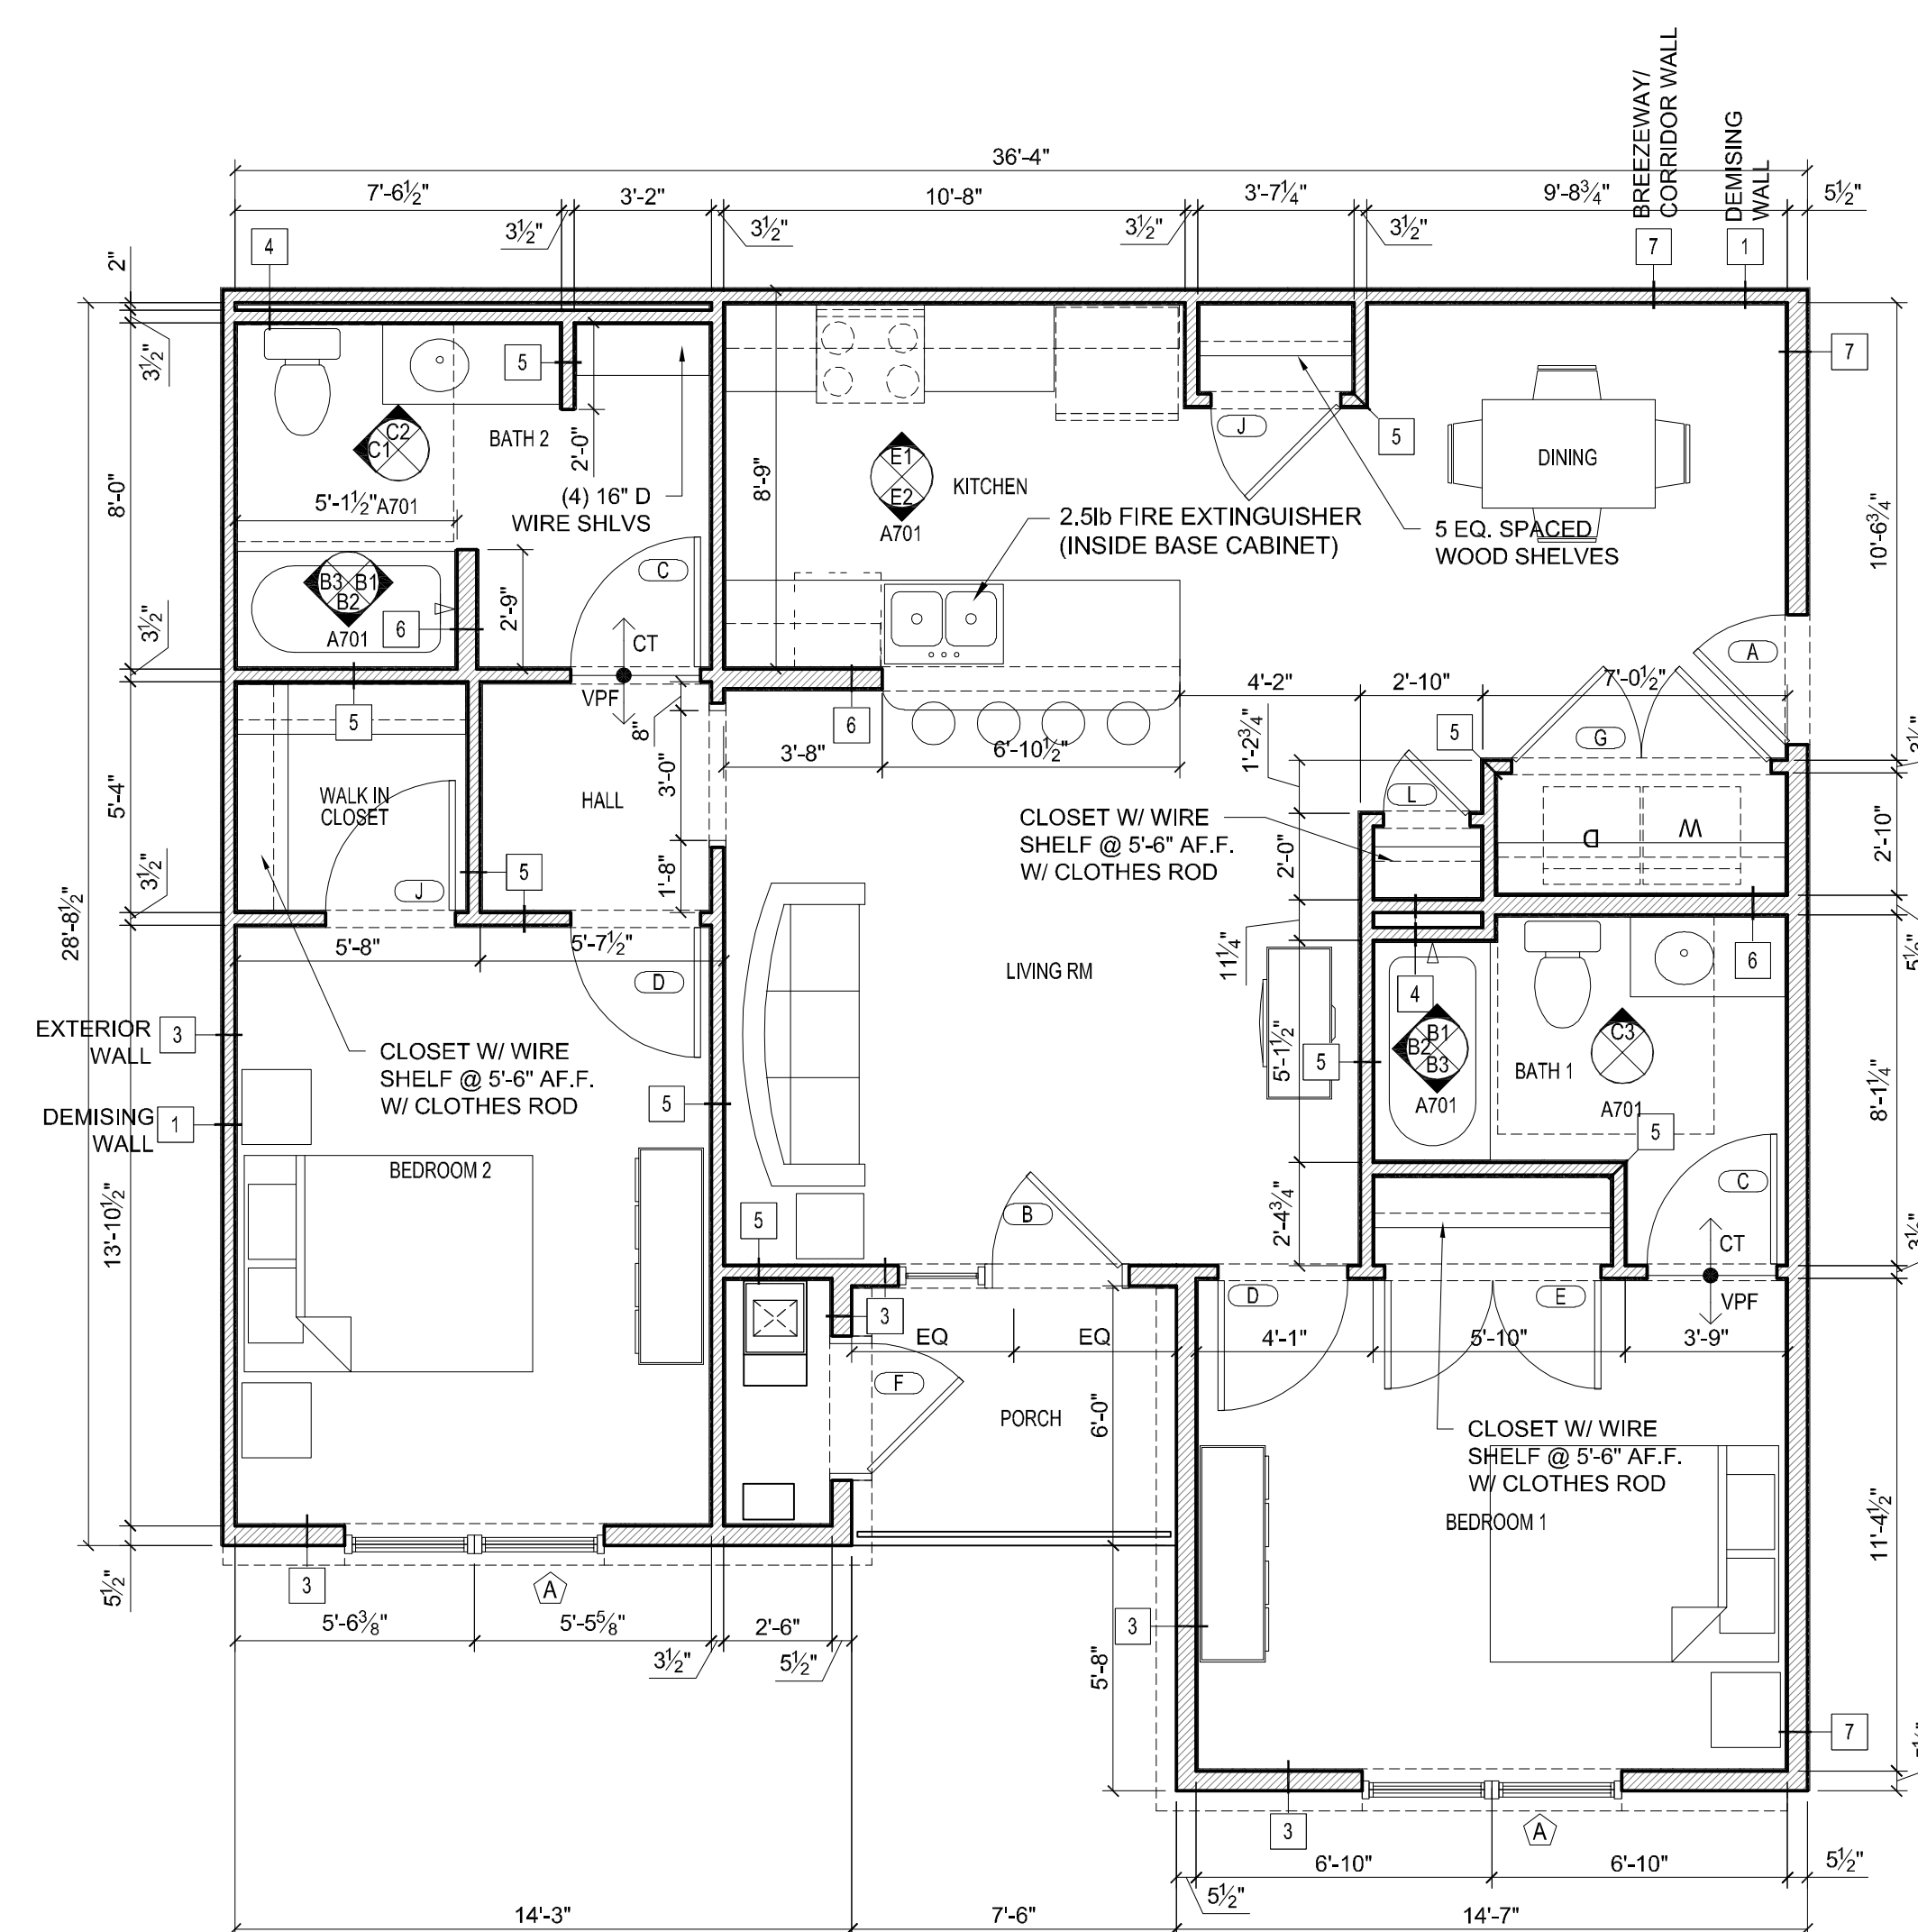 BREEZEWAY/
CORRIDOR WALL
DEMISING
WALL
36'-4"
7'-6½"
3'-2"
10'-8"
3'-7¼"
9'-8¾"
5½"
3½"
3½"
3½"
3½"
4
7
1
2"
3½"
8'-0"
3½"
5'-4"
3½"
28'-8½"
13'-10½"
5½"
5
BATH 2
C2
C1
A701
5'-1½"
2'-0"
(4) 16" D
WIRE SHLVS
B3
B1
B2
A701
6
2'-9"
C
CT
VPF
8'-9"
E1
E2
A701
KITCHEN
2.5lb FIRE EXTINGUISHER
(INSIDE BASE CABINET)
J
5
5 EQ. SPACED
WOOD SHELVES
DINING
7
10'-6¾"
A
5
WALK IN
CLOSET
J
HALL
5
8"
3'-0"
1'-8"
6
3'-8"
6'-10½"
4'-2"
2'-10"
7'-0½"
5
G
1'-2¾"
L
D
W
CLOSET W/ WIRE
SHELF @ 5'-6" AF.F.
W/ CLOTHES ROD
2'-0"
2'-10"
11¼"
5'-8"
5'-7½"
D
LIVING RM
4
6
EXTERIOR
WALL
3
CLOSET W/ WIRE
SHELF @ 5'-6" AF.F.
W/ CLOTHES ROD
5
DEMISING
WALL
1
BEDROOM 2
5'-1½"
5
B1
B2
B3
A701
BATH 1
C3
A701
5
8'-1¼"
C
CT
VPF
2'-4¾"
5
B
3
EQ
EQ
F
PORCH
6'-0"
D
E
4'-1"
5'-10"
3'-9"
CLOSET W/ WIRE
SHELF @ 5'-6" AF.F.
W/ CLOTHES ROD
BEDROOM 1
11'-4½"
3
A
5'-6⅜"
5'-5⅝"
3½"
2'-6"
5½"
5'-8"
3
7
3
A
6'-10"
6'-10"
5½"
5½"
14'-3"
7'-6"
14'-7"